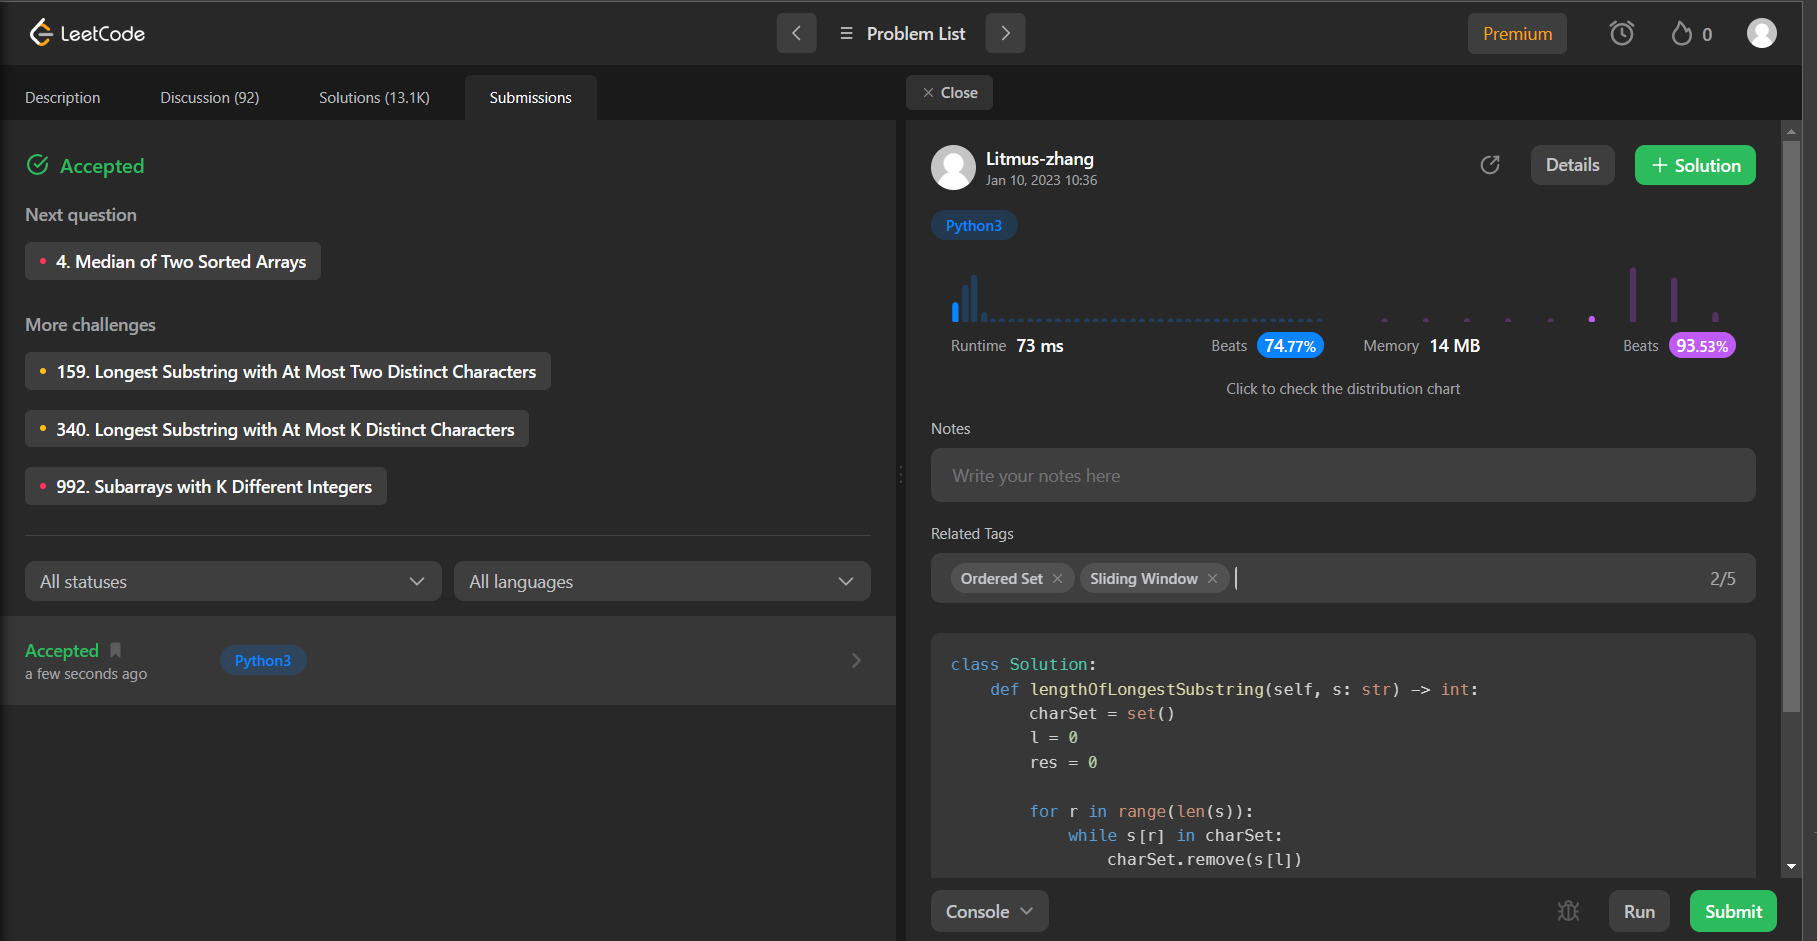 LeetCode
Problem List
Premium
0
Description
Discussion (92)
Solutions (13.1K)
Submissions
Close
Accepted
Next question
4. Median of Two Sorted Arrays
More challenges
159. Longest Substring with At Most Two Distinct Characters
340. Longest Substring with At Most K Distinct Characters
992. Subarrays with K Different Integers
All statuses
All languages
Accepted
a few seconds ago
Python3
Litmus-zhang
Jan 10, 2023 10:36
Details
+ Solution
Python3
Runtime 73 ms
Beats 74.77%
Memory 14 MB
Beats 93.53%
Click to check the distribution chart
Notes
Write your notes here
Related Tags
Ordered Set
Sliding Window
2/5
class Solution:
    def lengthOfLongestSubstring(self, s: str) -> int:
        charSet = set()
        l = 0
        res = 0
        for r in range(len(s)):
            while s[r] in charSet:
                charSet.remove(s[l])
Console
Run
Submit